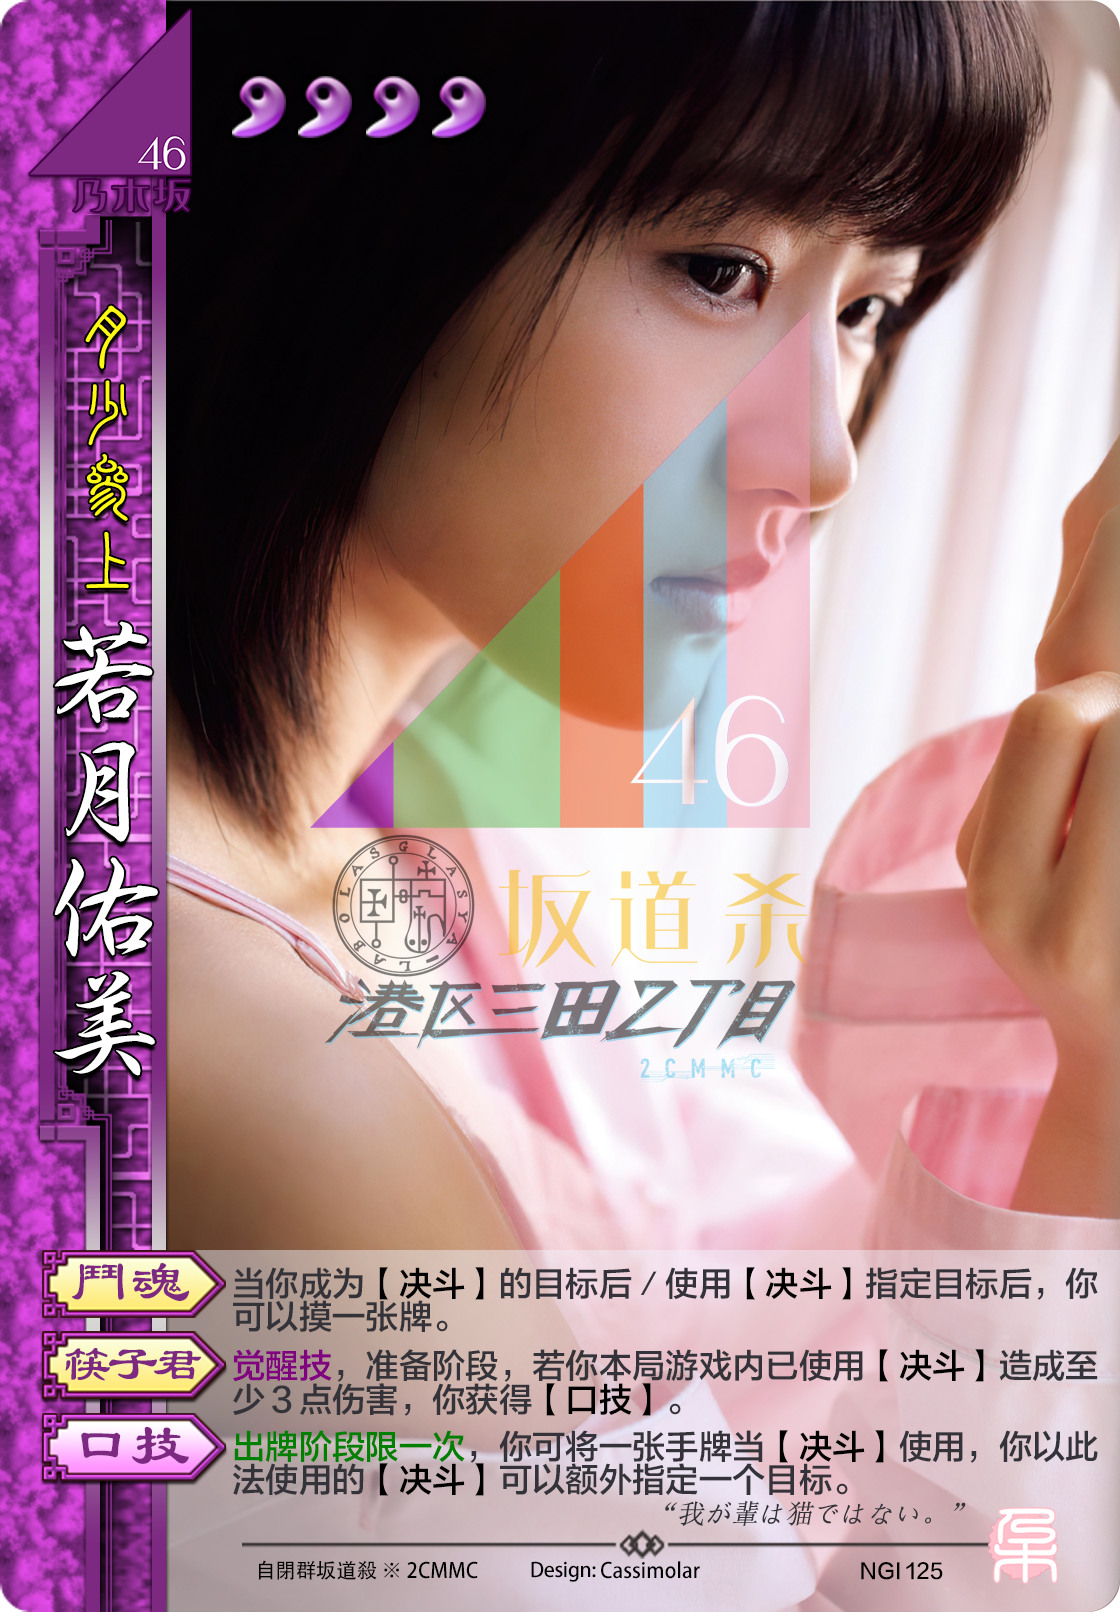 46
乃木坂
月少參上
若月佑美
46
GLASYA-LABOLAS
坂道杀
港区三田乙丁目
2CMMC
鬥魂
当你成为【决斗】的目标后/使用【决斗】指定目标后，你
可以摸一张牌。
筷子君
觉醒技，准备阶段，若你本局游戏内已使用【决斗】造成至
少3点伤害，你获得【口技】。
口技
出牌阶段限一次，你可将一张手牌当【决斗】使用，你以此
法使用的【决斗】可以额外指定一个目标。
“我が輩は猫ではない。”
自閉群坂道殺 ※ 2CMMC Design: Cassimolar NGI 125